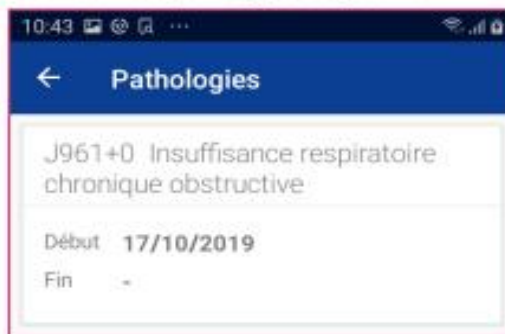 10:43 ...
← Pathologies
J961+0 Insuffisance respiratoire
chronique obstructive
Début 17/10/2019
Fin -